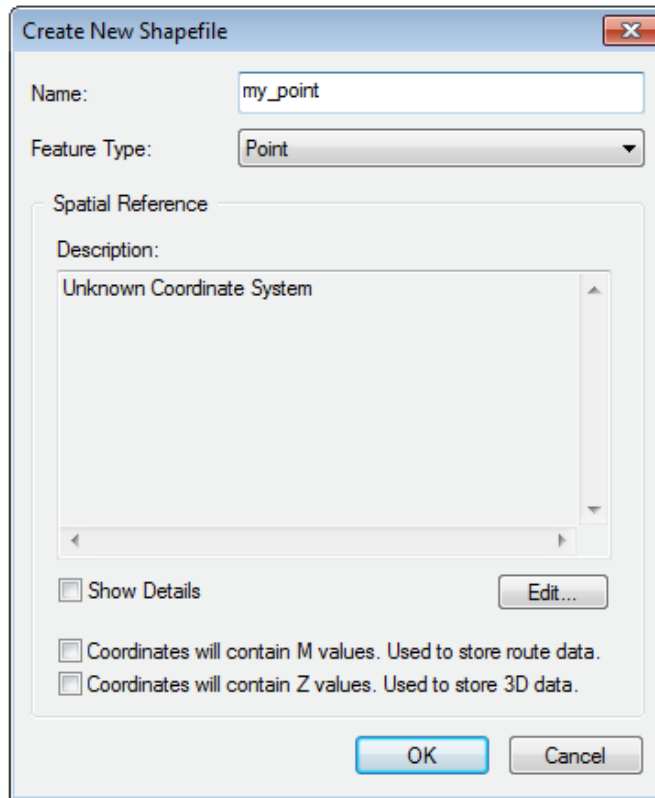 Create New Shapefile
Name: my_point
Feature Type: Point
Spatial Reference
Description:
Unknown Coordinate System
Show Details Edit...
Coordinates will contain M values. Used to store route data.
Coordinates will contain Z values. Used to store 3D data.
OK Cancel